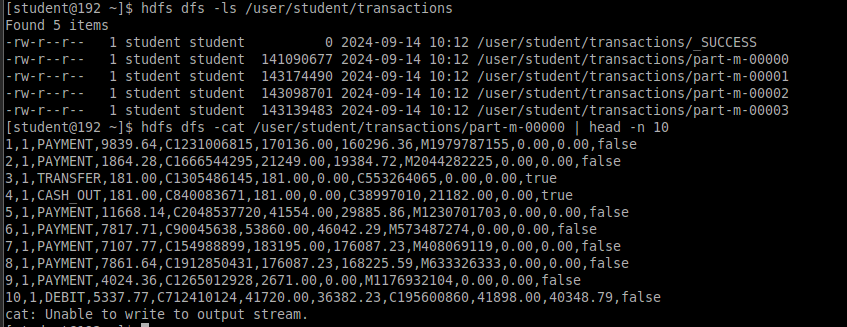 [student@192 ~]$ hdfs dfs -ls /user/student/transactions
Found 5 items
-rw-r--r--   1 student student          0 2024-09-14 10:12 /user/student/transactions/_SUCCESS
-rw-r--r--   1 student student  141090677 2024-09-14 10:12 /user/student/transactions/part-m-00000
-rw-r--r--   1 student student  143174490 2024-09-14 10:12 /user/student/transactions/part-m-00001
-rw-r--r--   1 student student  143098701 2024-09-14 10:12 /user/student/transactions/part-m-00002
-rw-r--r--   1 student student  143139483 2024-09-14 10:12 /user/student/transactions/part-m-00003
[student@192 ~]$ hdfs dfs -cat /user/student/transactions/part-m-00000 | head -n 10
1,1,PAYMENT,9839.64,C1231006815,170136.00,160296.36,M1979787155,0.00,0.00,false
2,1,PAYMENT,1864.28,C1666544295,21249.00,19384.72,M2044282225,0.00,0.00,false
3,1,TRANSFER,181.00,C1305486145,181.00,0.00,C553264065,0.00,0.00,true
4,1,CASH_OUT,181.00,C840083671,181.00,0.00,C38997010,21182.00,0.00,true
5,1,PAYMENT,11668.14,C2048537720,41554.00,29885.86,M1230701703,0.00,0.00,false
6,1,PAYMENT,7817.71,C90045638,53860.00,46042.29,M573487274,0.00,0.00,false
7,1,PAYMENT,7107.77,C154988899,183195.00,176087.23,M408069119,0.00,0.00,false
8,1,PAYMENT,7861.64,C1912850431,176087.23,168225.59,M633326333,0.00,0.00,false
9,1,PAYMENT,4024.36,C1265012928,2671.00,0.00,M1176932104,0.00,0.00,false
10,1,DEBIT,5337.77,C712410124,41720.00,36382.23,C195600860,41898.00,40348.79,false
cat: Unable to write to output stream.